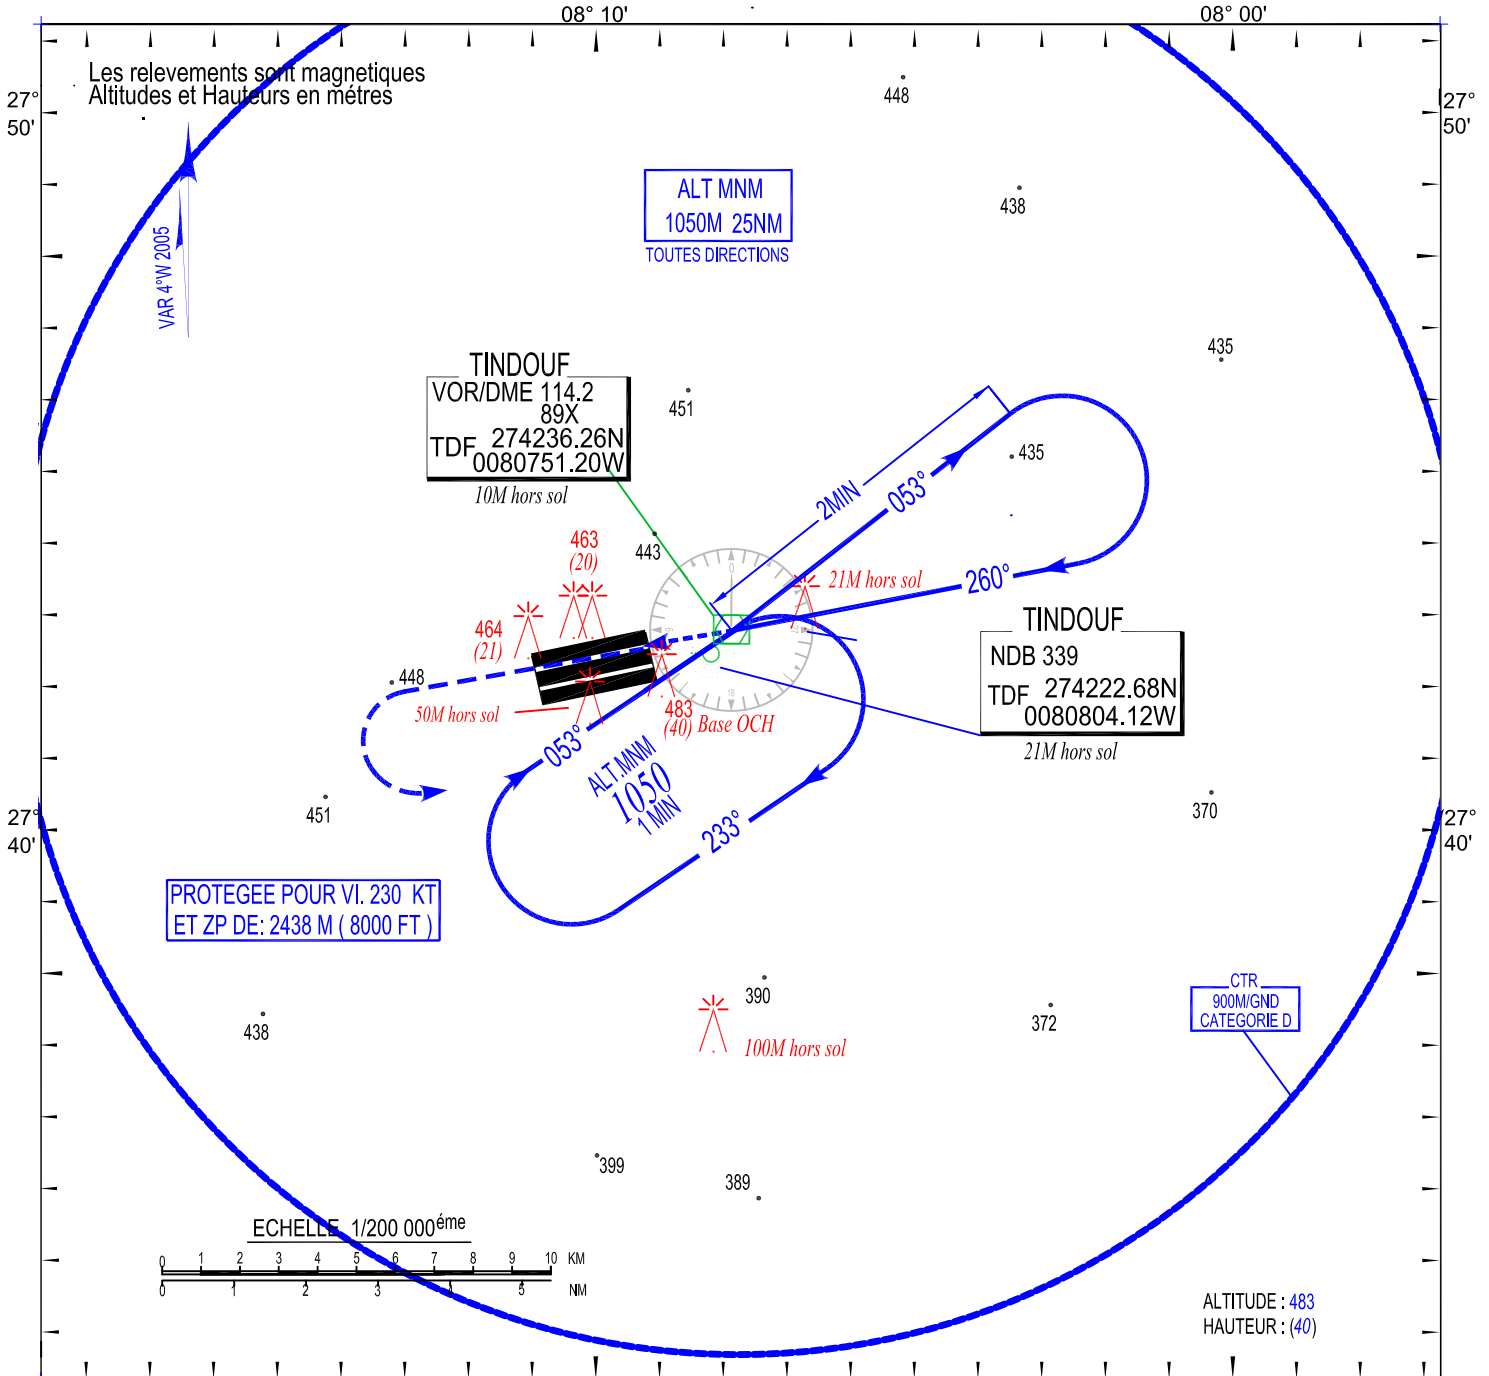 08° 10'
08° 00'
Les relevements sont magnetiques
Altitudes et Hauteurs en métres
27°
50'
27°
50'
448
438
ALT MNM
1050M 25NM
TOUTES DIRECTIONS
VAR 4°W 2005
435
TINDOUF
VOR/DME 114.2
89X
TDF 274236.26N
0080751.20W
10M hors sol
451
435
2MIN
053°
463
(20)
443
0
21M hors sol
260°
464
(21)
TINDOUF
NDB 339
TDF 274222.68N
0080804.12W
21M hors sol
448
50M hors sol
18
483
(40) Base OCH
053°
ALT.MNM
1050
1 MIN
233°
451
370
27°
40'
27°
40'
PROTEGEE POUR VI. 230 KT
ET ZP DE: 2438 M ( 8000 FT )
390
438
100M hors sol
372
CTR
900M/GND
CATEGORIE D
399
389
ECHELLE 1/200 000éme
0 1 2 3 4 5 6 7 8 9 10 KM
0 1 2 3 4 5 NM
ALTITUDE : 483
HAUTEUR : (40)